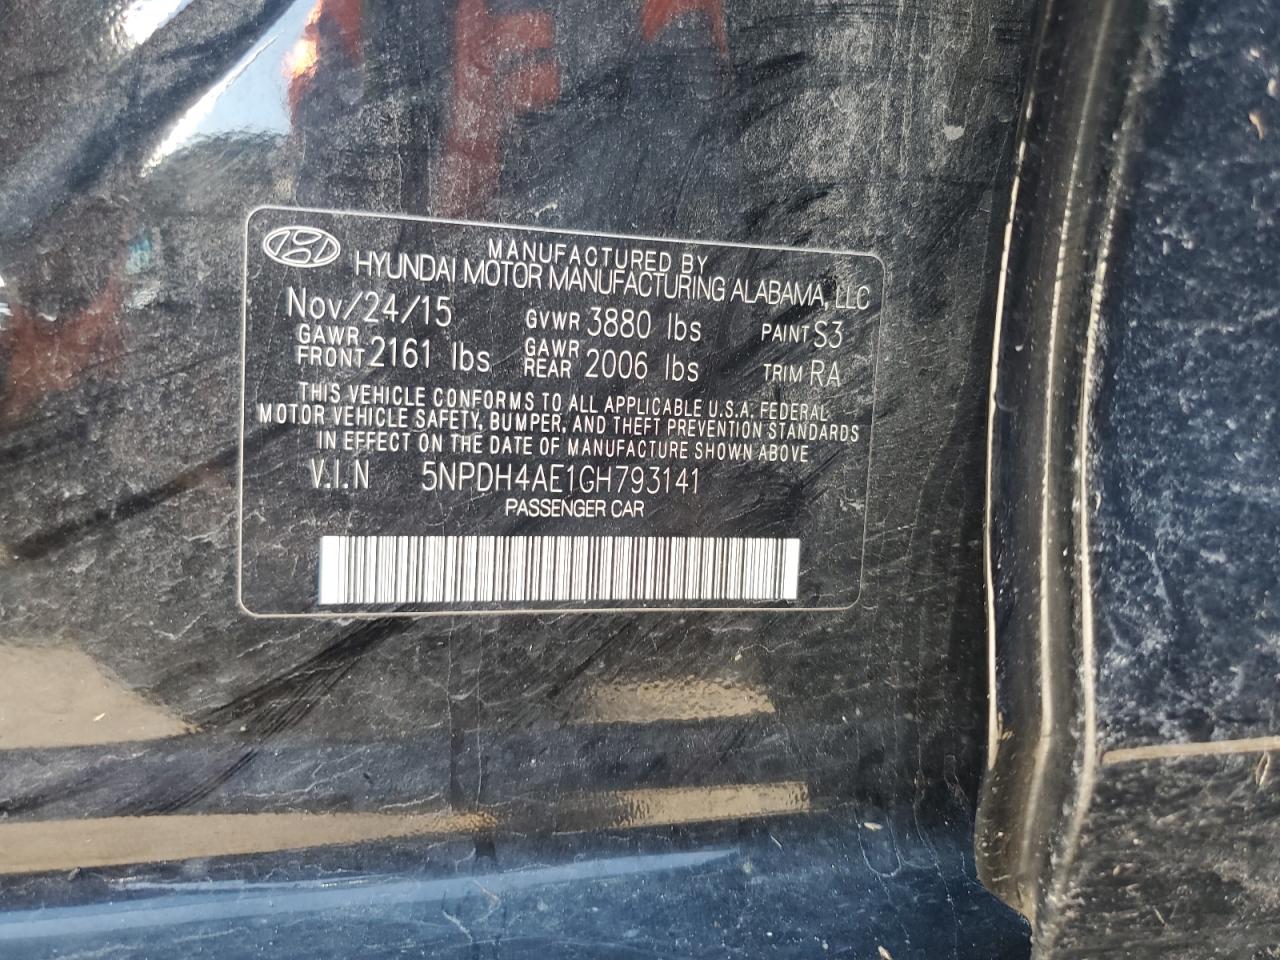 MANUFACTURED BY
HYUNDAI MOTOR MANUFACTURING ALABAMA, LLC
Nov/24/15 GVWR 3880 lbs PAINT S3
GAWR FRONT 2161 lbs GAWR REAR 2006 lbs TRIM RA
THIS VEHICLE CONFORMS TO ALL APPLICABLE U.S.A. FEDERAL
MOTOR VEHICLE SAFETY, BUMPER, AND THEFT PREVENTION STANDARDS
IN EFFECT ON THE DATE OF MANUFACTURE SHOWN ABOVE
V.I.N 5NPDH4AE1GH793141
PASSENGER CAR